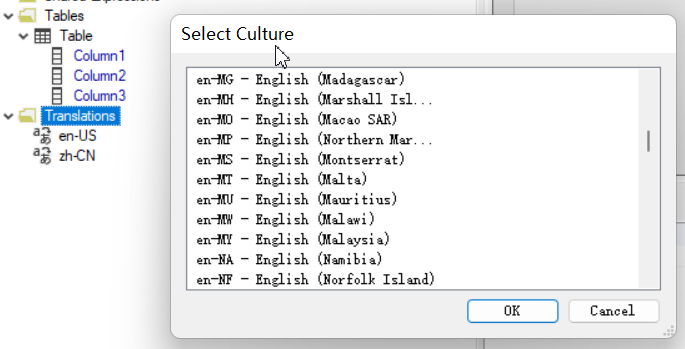 Tables
Table
Column1
Column2
Column3
Translations
en-US
zh-CN
Select Culture
en-MG - English (Madagascar)
en-MH - English (Marshall Isl...
en-MO - English (Macao SAR)
en-MP - English (Northern Mar...
en-MS - English (Montserrat)
en-MT - English (Malta)
en-MU - English (Mauritius)
en-MW - English (Malawi)
en-MY - English (Malaysia)
en-NA - English (Namibia)
en-NF - English (Norfolk Island)
OK
Cancel